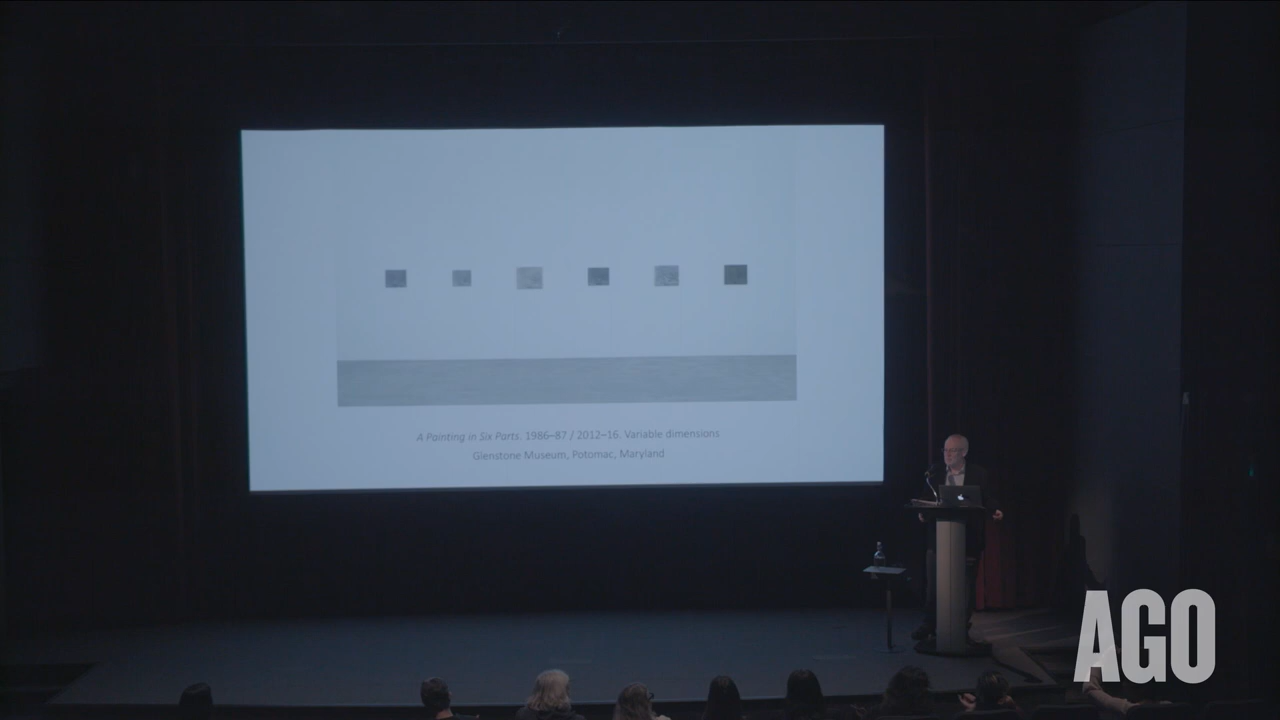 A Painting in Six Parts. 1986–87 / 2012–16. Variable dimensions
Glenstone Museum, Potomac, Maryland
AGO